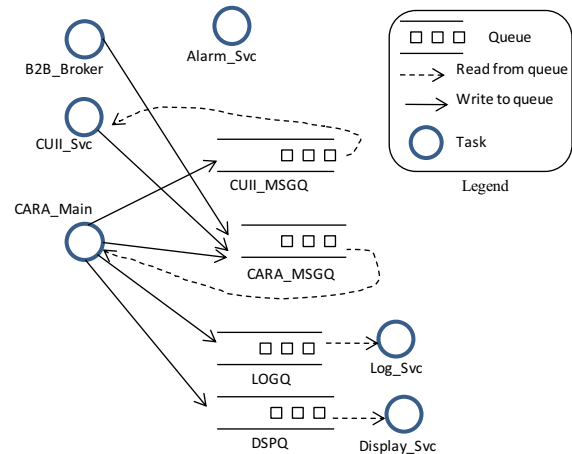 B2B_Broker
Alarm_Svc
Queue
Read from queue
Write to queue
Task
Legend
CUII_Svc
CUII_MSGQ
CARA_Main
CARA_MSGQ
LOGQ
Log_Svc
DSPQ
Display_Svc